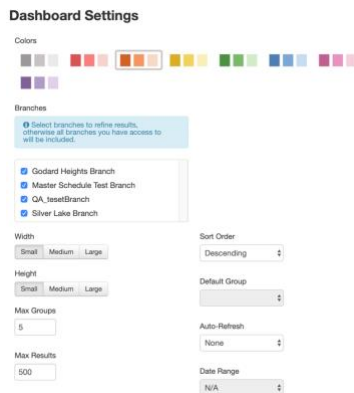 Dashboard Settings
Colors
Branches
Select branches to refine results,
otherwise all branches you have access to
will be included.
Godard Heights Branch
Master Schedule Test Branch
QA_tesetBranch
Silver Lake Branch
Width
Small Medium Large
Height
Small Medium Large
Max Groups
5
Max Results
500
Sort Order
Descending
Default Group
Auto-Refresh
None
Date Range
N/A